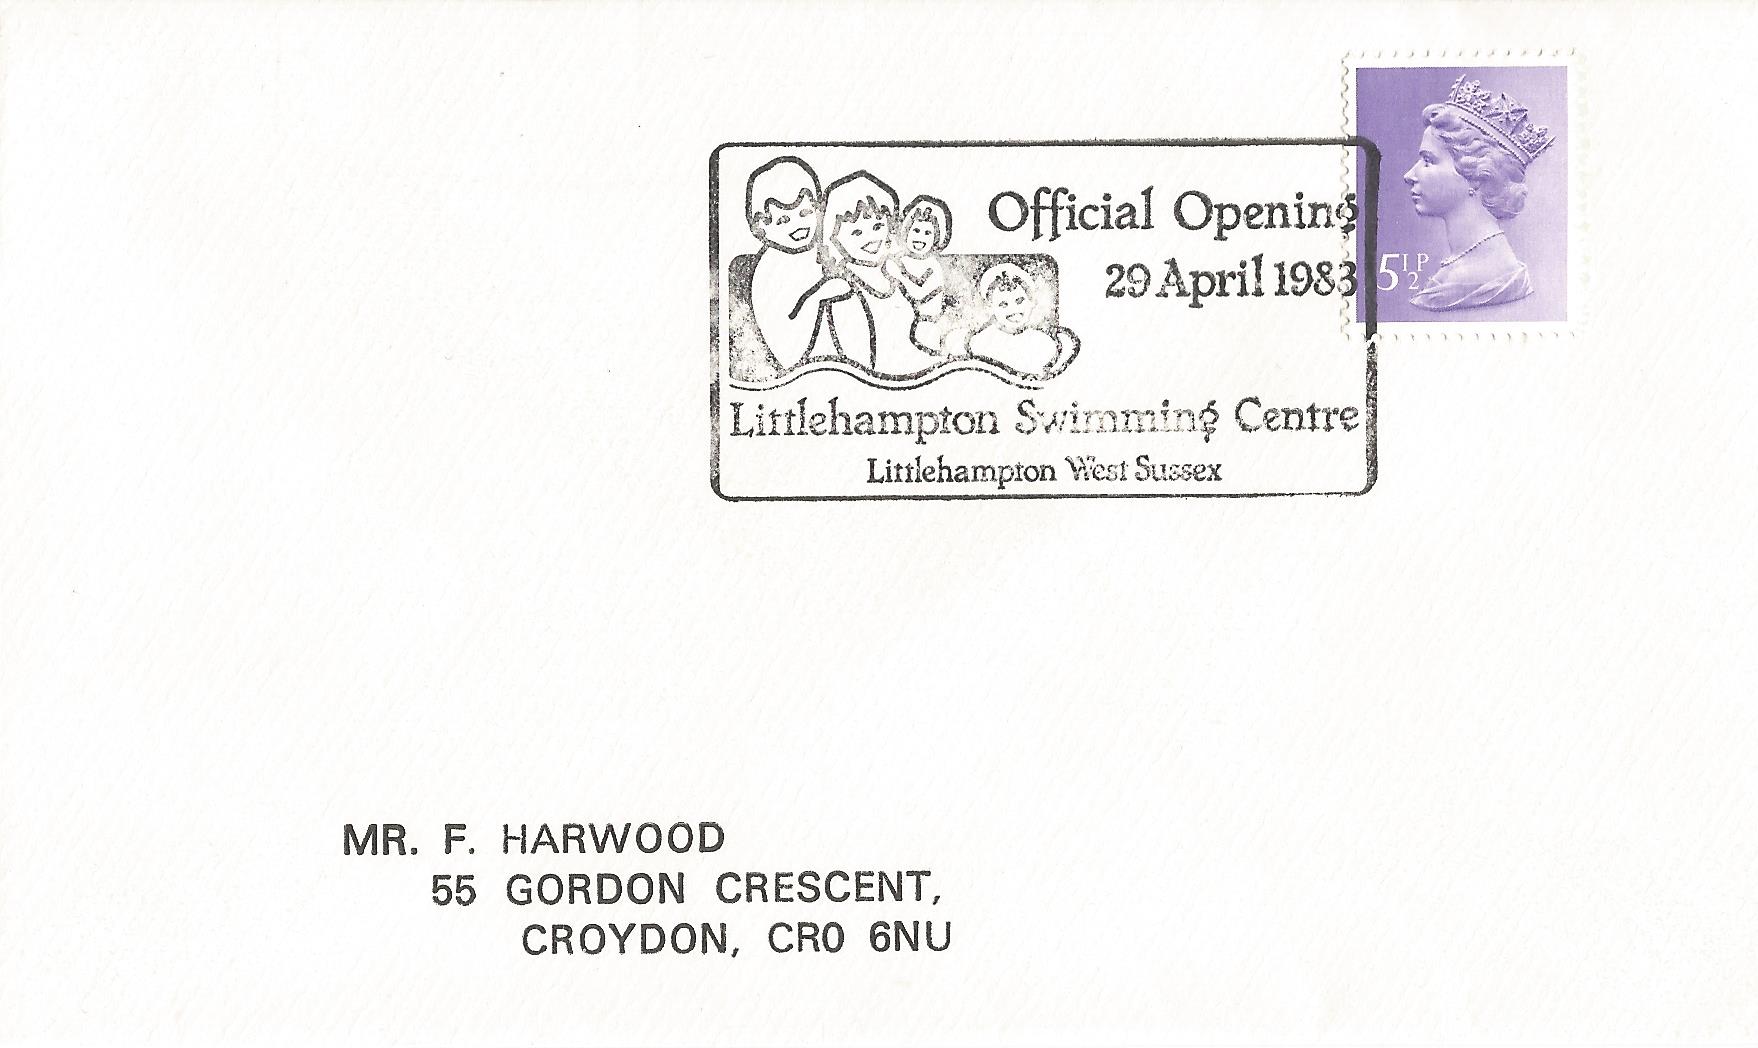 Official Opening
29 April 1983
5½P
Littlehampton Swimming Centre
Littlehampton West Sussex
MR. F. HARWOOD
55 GORDON CRESCENT,
CROYDON, CR0 6NU